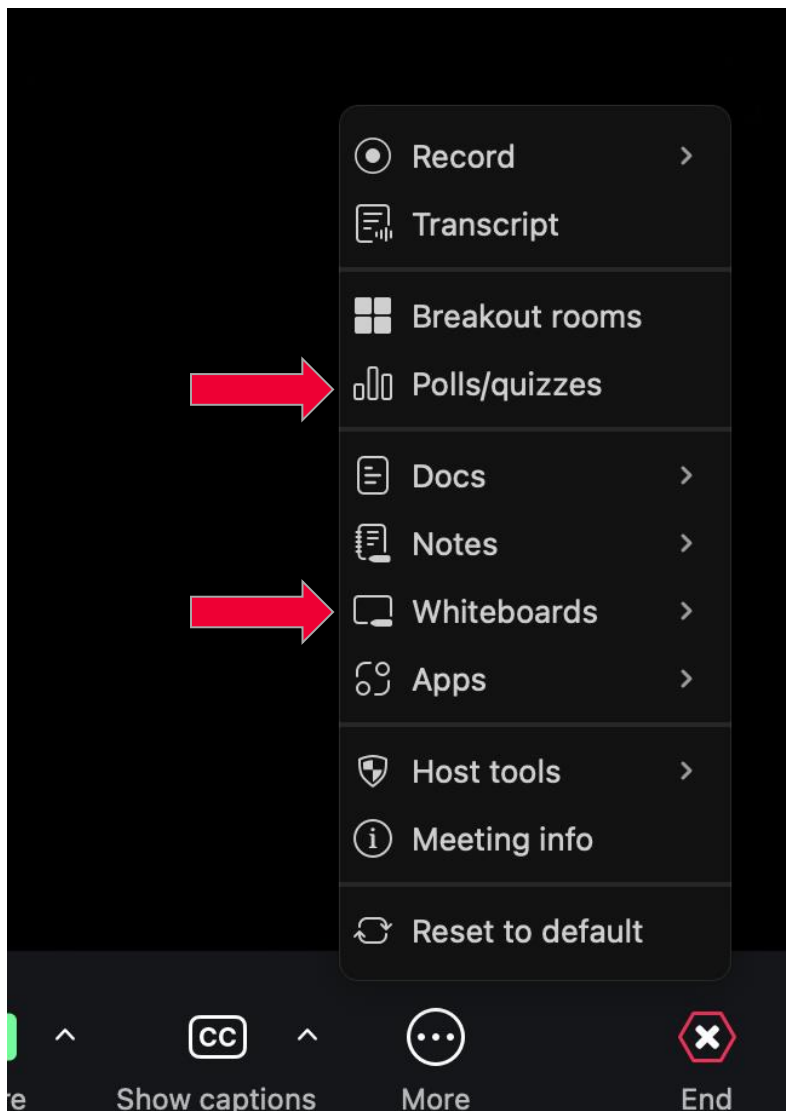 Record
Transcript
Breakout rooms
Polls/quizzes
Docs
Notes
Whiteboards
Apps
Host tools
Meeting info
Reset to default
CC
re Show captions More End